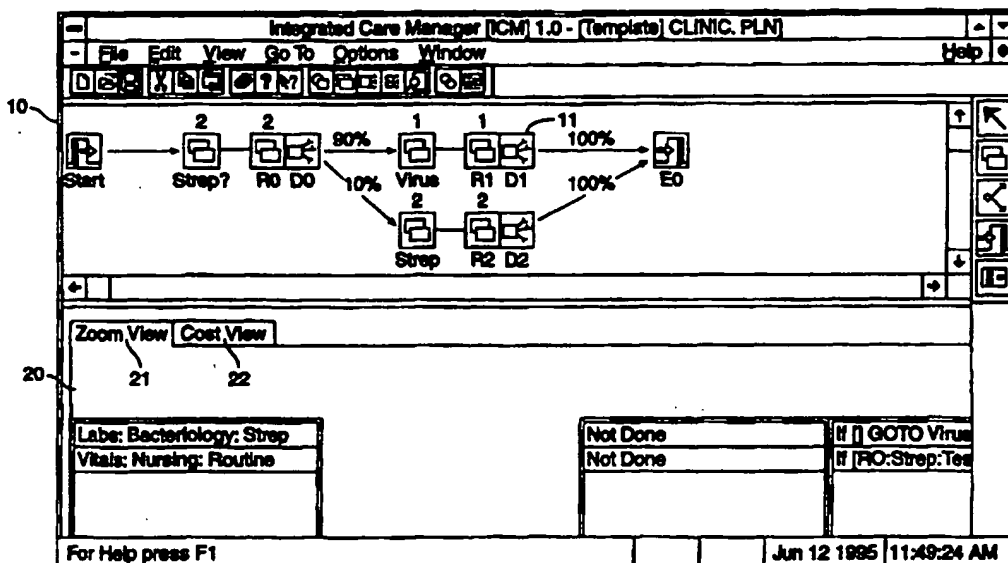 Integrated Care Manager [ICM] 1.0 - [Template] CLINIC. PLN]
File Edit View Go To Options Window Help
10
2 2 90% 1 1 11 100%
Start Strep? R0 D0 10% Virus R1 D1 100% E0
2 2
Strep R2 D2
Zoom View Cost View
20 21 22
Labs: Bacteriology: Strep Not Done If [] GOTO Virus
Vitals: Nursing: Routine Not Done If [RO:Strep:Tes
For Help press F1 Jun 12 1995 11:49:24 AM